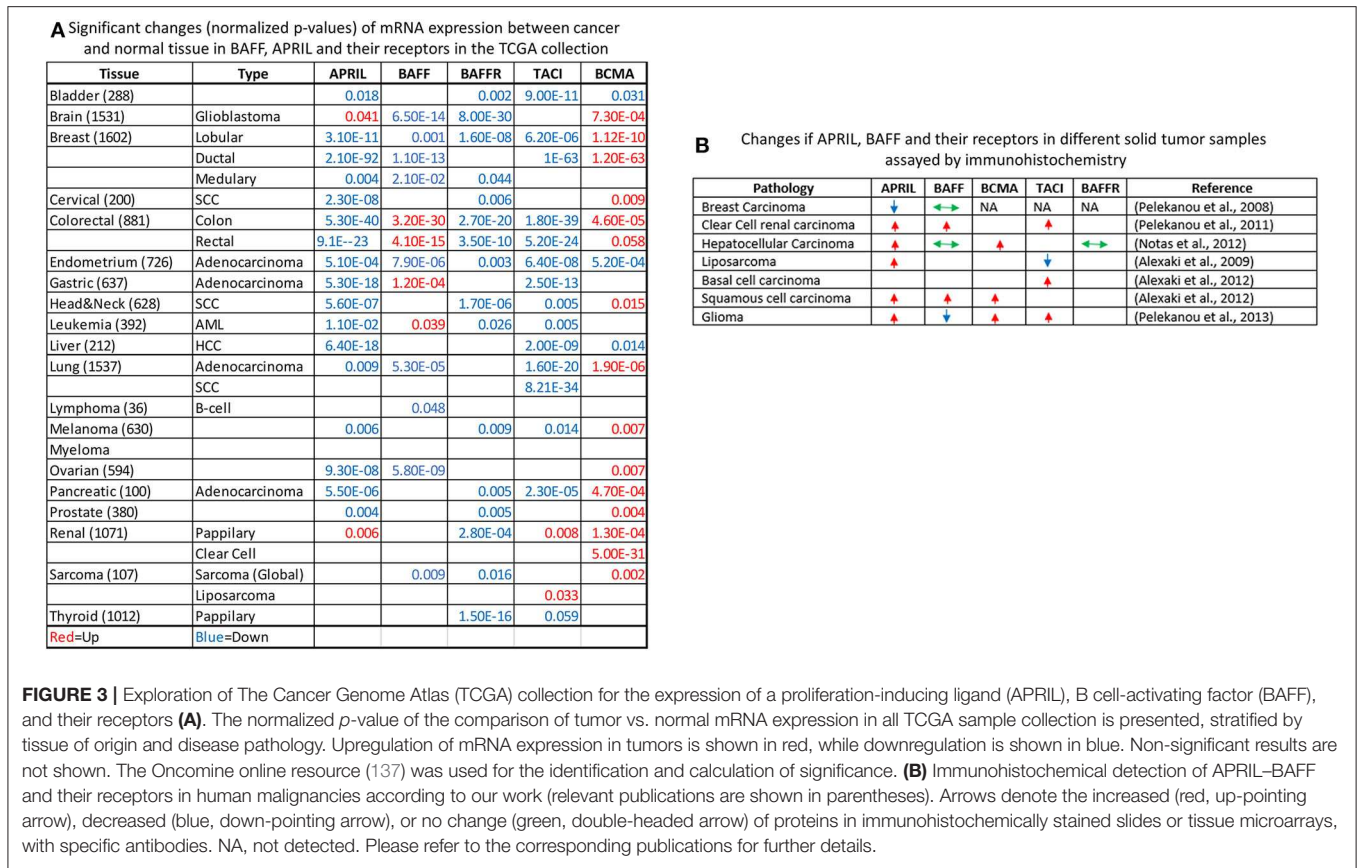 A Significant changes (normalized p-values) of mRNA expression between cancer
and normal tissue in BAFF, APRIL and their receptors in the TCGA collection
Tissue Type APRIL BAFF BAFFR TACI BCMA
Bladder (288) 0.018 0.002 9.00E-11 0.031
Brain (1531) Glioblastoma 0.041 6.50E-14 8.00E-30 7.30E-04
Breast (1602) Lobular 3.10E-11 0.001 1.60E-08 6.20E-06 1.12E-10
Ductal 2.10E-92 1.10E-13 1E-63 1.20E-63
Medulary 0.004 2.10E-02 0.044
Cervical (200) SCC 2.30E-08 0.006 0.009
Colorectal (881) Colon 5.30E-40 3.20E-30 2.70E-20 1.80E-39 4.60E-05
Rectal 9.1E--23 4.10E-15 3.50E-10 5.20E-24 0.058
Endometrium (726) Adenocarcinoma 5.10E-04 7.90E-06 0.003 6.40E-08 5.20E-04
Gastric (637) Adenocarcinoma 5.30E-18 1.20E-04 2.50E-13
Head&Neck (628) SCC 5.60E-07 1.70E-06 0.005 0.015
Leukemia (392) AML 1.10E-02 0.039 0.026 0.005
Liver (212) HCC 6.40E-18 2.00E-09 0.014
Lung (1537) Adenocarcinoma 0.009 5.30E-05 1.60E-20 1.90E-06
SCC 8.21E-34
Lymphoma (36) B-cell 0.048
Melanoma (630) 0.006 0.009 0.014 0.007
Myeloma
Ovarian (594) 9.30E-08 5.80E-09 0.007
Pancreatic (100) Adenocarcinoma 5.50E-06 0.005 2.30E-05 4.70E-04
Prostate (380) 0.004 0.005 0.004
Renal (1071) Pappilary 0.006 2.80E-04 0.008 1.30E-04
Clear Cell 5.00E-31
Sarcoma (107) Sarcoma (Global) 0.009 0.016 0.002
Liposarcoma 0.033
Thyroid (1012) Pappilary 1.50E-16 0.059
Red=Up Blue=Down
B Changes if APRIL, BAFF and their receptors in different solid tumor samples
assayed by immunohistochemistry
Pathology APRIL BAFF BCMA TACI BAFFR Reference
Breast Carcinoma NA NA NA (Pelekanou et al., 2008)
Clear Cell renal carcinoma (Pelekanou et al., 2011)
Hepatocellular Carcinoma (Notas et al., 2012)
Liposarcoma (Alexaki et al., 2009)
Basal cell carcinoma (Alexaki et al., 2012)
Squamous cell carcinoma (Alexaki et al., 2012)
Glioma (Pelekanou et al., 2013)
FIGURE 3 | Exploration of The Cancer Genome Atlas (TCGA) collection for the expression of a proliferation-inducing ligand (APRIL), B cell-activating factor (BAFF),
and their receptors (A). The normalized p-value of the comparison of tumor vs. normal mRNA expression in all TCGA sample collection is presented, stratified by
tissue of origin and disease pathology. Upregulation of mRNA expression in tumors is shown in red, while downregulation is shown in blue. Non-significant results are
not shown. The Oncomine online resource (137) was used for the identification and calculation of significance. (B) Immunohistochemical detection of APRIL–BAFF
and their receptors in human malignancies according to our work (relevant publications are shown in parentheses). Arrows denote the increased (red, up-pointing
arrow), decreased (blue, down-pointing arrow), or no change (green, double-headed arrow) of proteins in immunohistochemically stained slides or tissue microarrays,
with specific antibodies. NA, not detected. Please refer to the corresponding publications for further details.